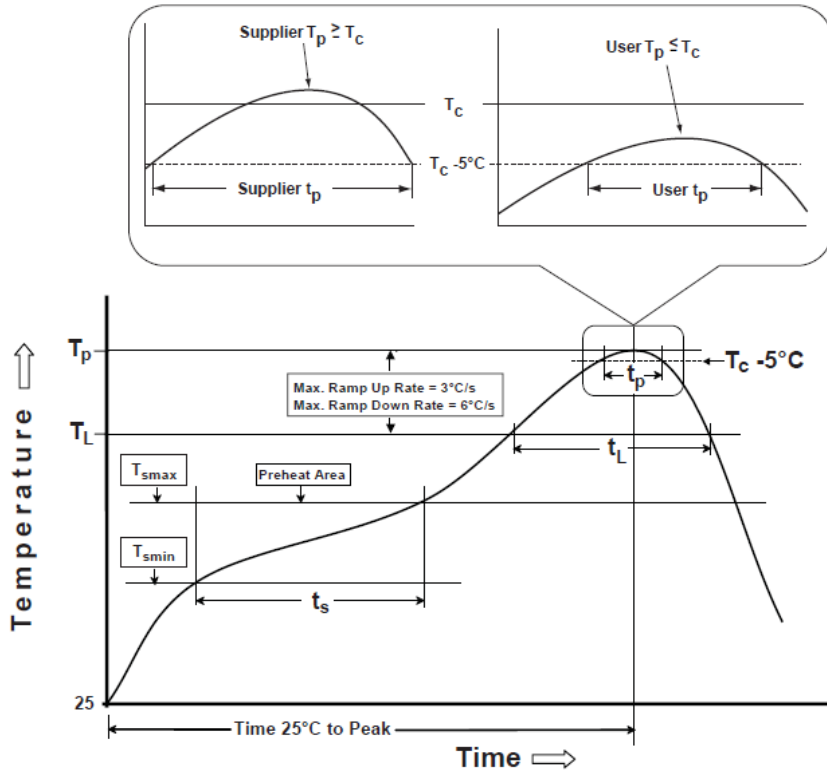 Supplier Tp ≥ Tc
User Tp ≤ Tc
Tc
Tc -5°C
Supplier tp
User tp
Tp
Tc -5°C
tp
Max. Ramp Up Rate = 3°C/s
Max. Ramp Down Rate = 6°C/s
TL
tL
Tsmax
Preheat Area
Tsmin
ts
Temperature
25
Time 25°C to Peak
Time